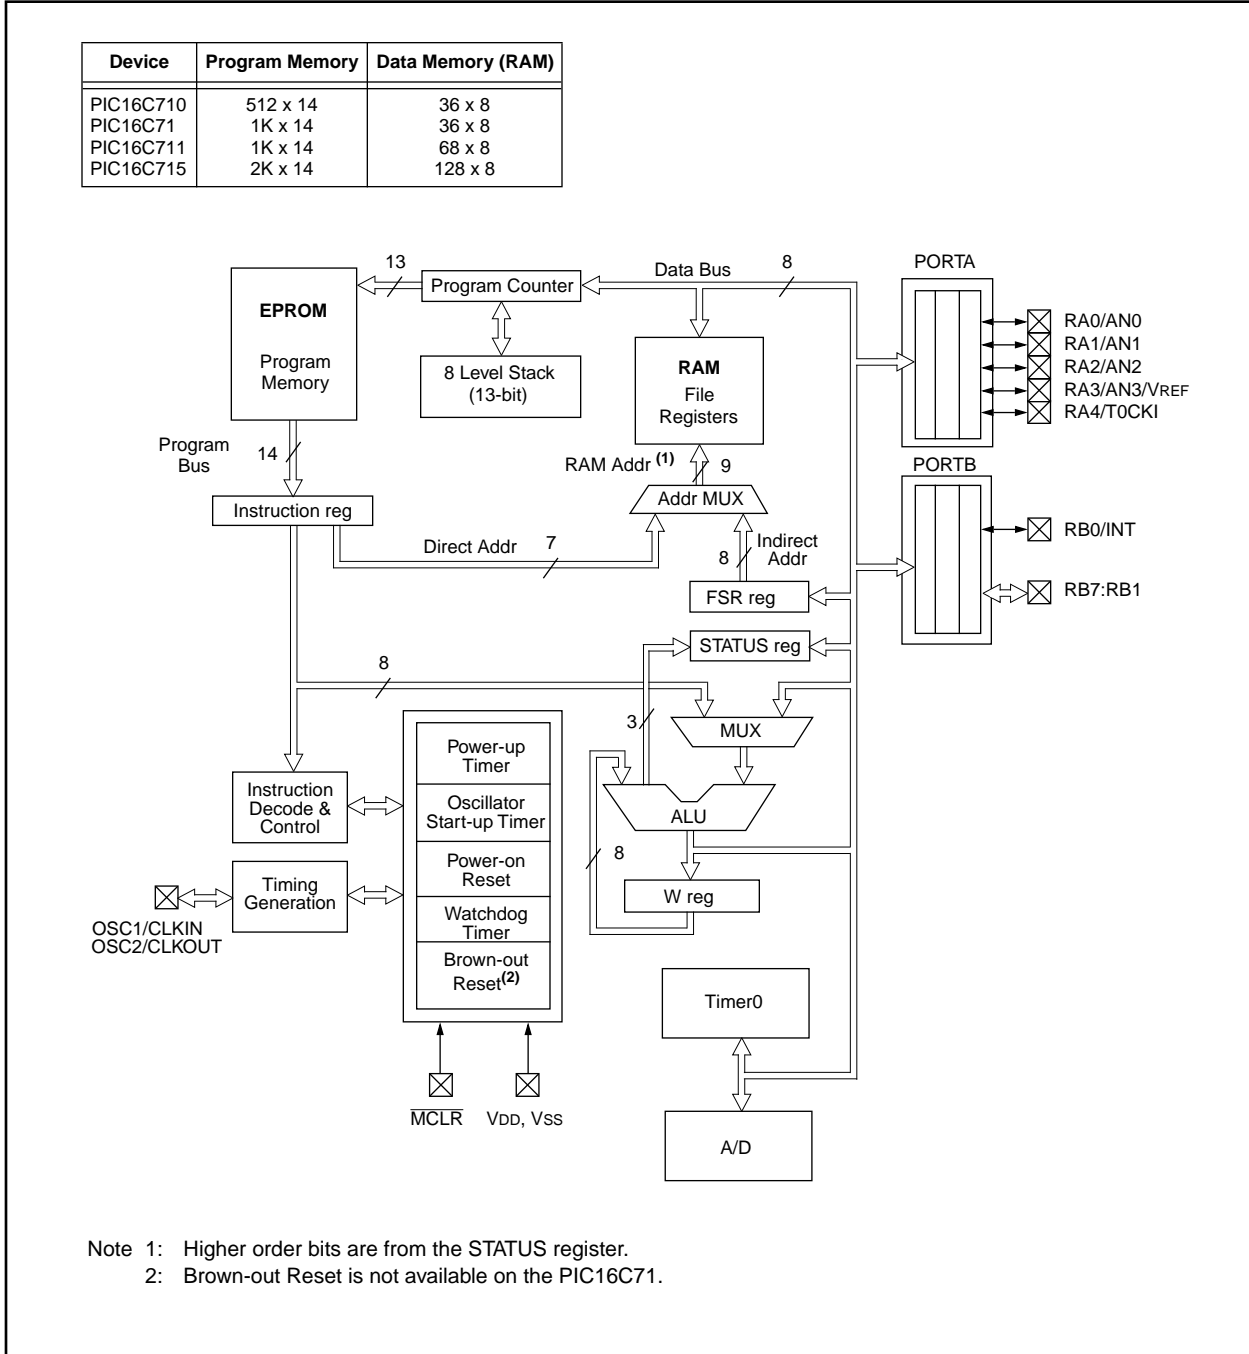 Device Program Memory Data Memory (RAM)
PIC16C710 512 x 14 36 x 8
PIC16C71 1K x 14 36 x 8
PIC16C711 1K x 14 68 x 8
PIC16C715 2K x 14 128 x 8
EPROM
Program
Memory
13
Program Counter
8 Level Stack
(13-bit)
Data Bus
8
RAM
File
Registers
PORTA
RA0/AN0
RA1/AN1
RA2/AN2
RA3/AN3/VREF
RA4/T0CKI
Program
Bus
14
Instruction reg
RAM Addr (1)
9
Addr MUX
Direct Addr
7
8
Indirect
Addr
FSR reg
STATUS reg
PORTB
RB0/INT
RB7:RB1
8
3
MUX
ALU
8
W reg
Power-up
Timer
Oscillator
Start-up Timer
Power-on
Reset
Watchdog
Timer
Brown-out
Reset(2)
Instruction
Decode &
Control
Timing
Generation
OSC1/CLKIN
OSC2/CLKOUT
MCLR
VDD, VSS
Timer0
A/D
Note 1: Higher order bits are from the STATUS register.
2: Brown-out Reset is not available on the PIC16C71.